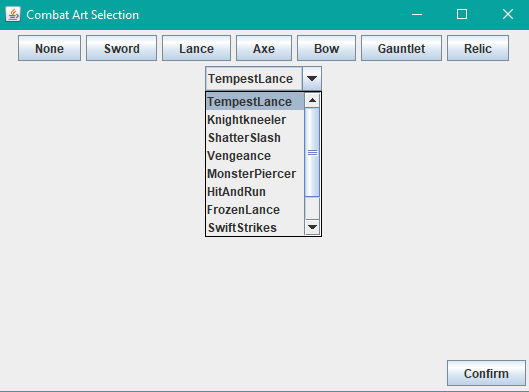 Combat Art Selection
None Sword Lance Axe Bow Gauntlet Relic
TempestLance
TempestLance
Knightkneeler
ShatterSlash
Vengeance
MonsterPiercer
HitAndRun
FrozenLance
SwiftStrikes
Confirm